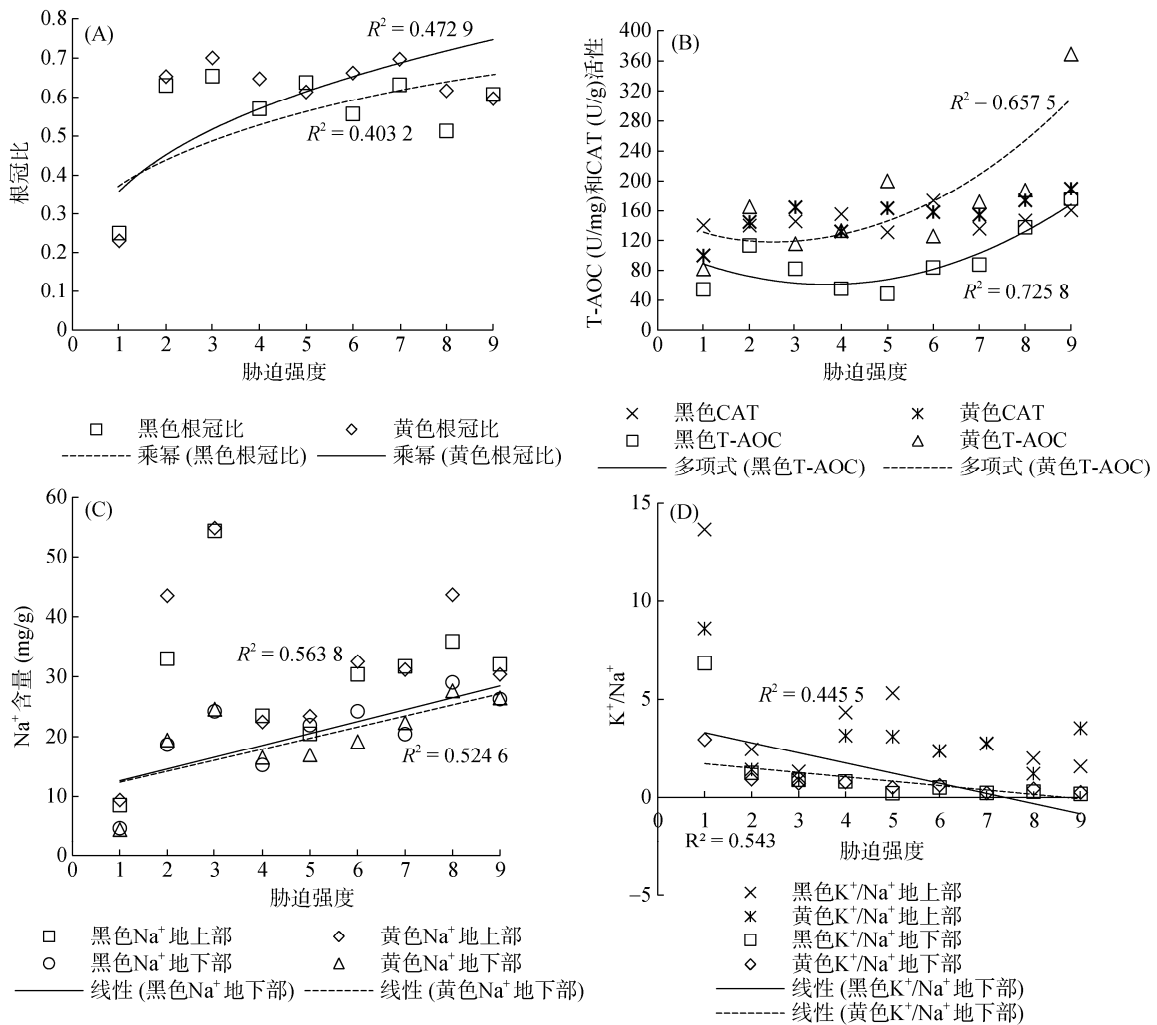 (A)
R² = 0.472 9
R² = 0.403 2
0.8
0.7
0.6
0.5
0.4
0.3
0.2
0.1
0
根冠比
1 2 3 4 5 6 7 8 9
胁迫强度
黑色根冠比 黄色根冠比
乘幂 (黑色根冠比) 乘幂 (黄色根冠比)
(B)
R² − 0.657 5
R² = 0.725 8
400
360
320
280
240
200
160
120
80
40
0
T-AOC (U/mg)和CAT (U/g)活性
0 1 2 3 4 5 6 7 8 9
胁迫强度
黑色CAT 黄色CAT
黑色T-AOC 黄色T-AOC
多项式 (黑色T-AOC) 多项式 (黄色T-AOC)
(C)
R² = 0.563 8
R² = 0.524 6
60
50
40
30
20
10
0
Na⁺ 含量 (mg/g)
1 2 3 4 5 6 7 8 9
胁迫强度
黑色Na⁺ 地上部 黄色Na⁺ 地上部
黑色Na⁺ 地下部 黄色Na⁺ 地下部
线性 (黑色Na⁺ 地下部) 线性 (黄色Na⁺ 地下部)
(D)
R² = 0.445 5
R² = 0.543
15
10
5
0
−5
K⁺/Na⁺
0 1 2 3 4 5 6 7 8 9
胁迫强度
黑色K⁺/Na⁺ 地上部
黄色K⁺/Na⁺ 地上部
黑色K⁺/Na⁺ 地下部
黄色K⁺/Na⁺ 地下部
线性 (黑色K⁺/Na⁺ 地下部)
线性 (黄色K⁺/Na⁺ 地下部)